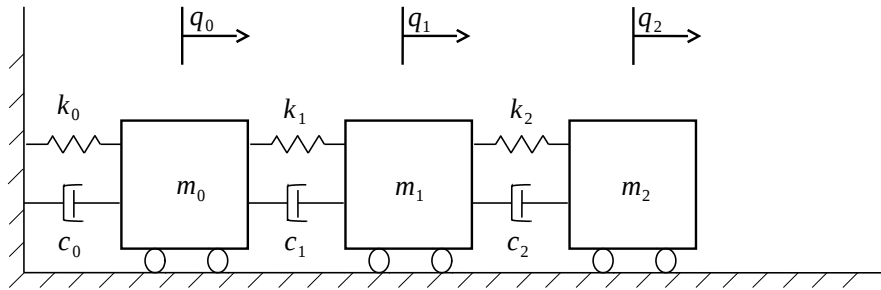 q₀ q₁ q₂
k₀ k₁ k₂
m₀ m₁ m₂
c₀ c₁ c₂